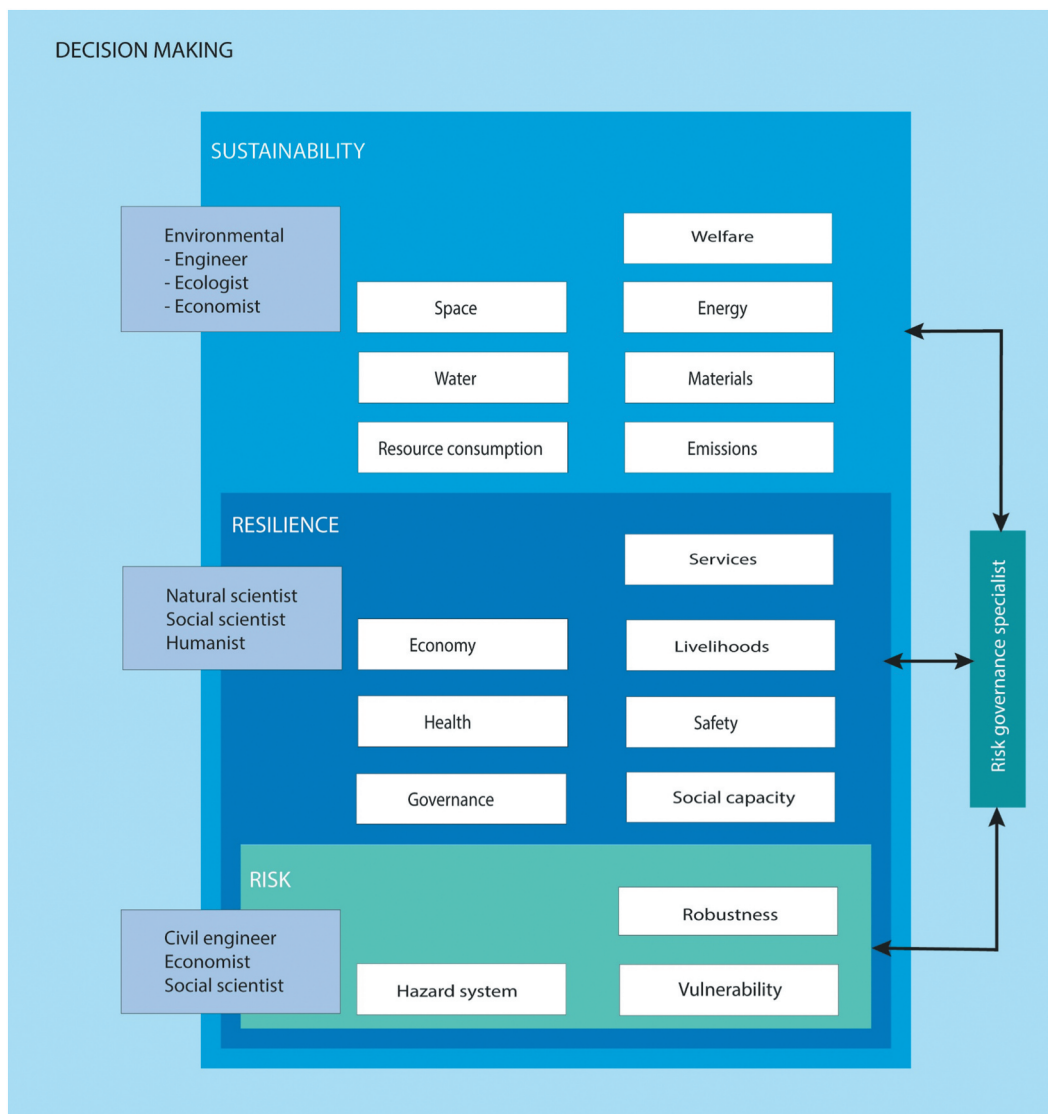 DECISION MAKING
SUSTAINABILITY
Environmental
- Engineer
- Ecologist
- Economist
Welfare
Space
Energy
Water
Materials
Resource consumption
Emissions
RESILIENCE
Services
Natural scientist
Social scientist
Humanist
Economy
Livelihoods
Health
Safety
Governance
Social capacity
Risk governance specialist
RISK
Robustness
Civil engineer
Economist
Social scientist
Hazard system
Vulnerability